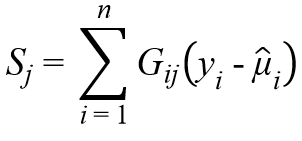 S_j = \sum_{i=1}^{n} G_{ij}(y_i - \hat{\mu}_i)